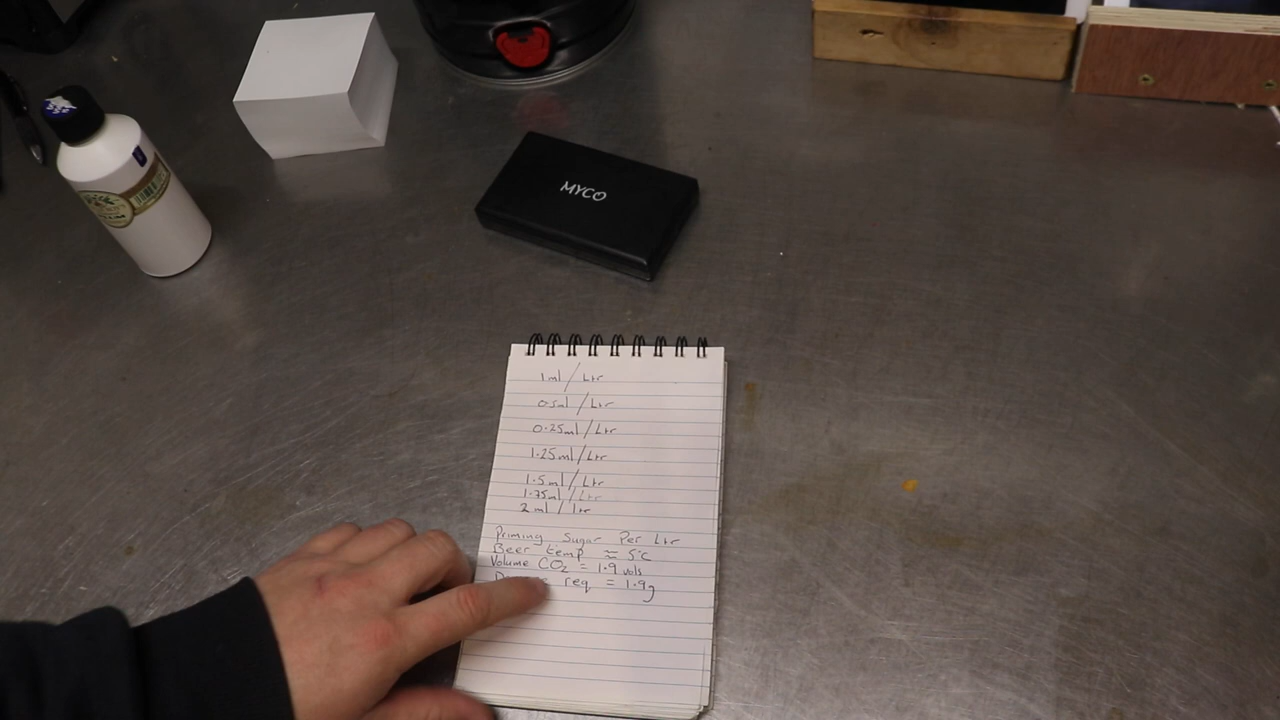 MYCO
1ml / Ltr
0.5ml / Ltr
0.25ml / Ltr
1.25ml / Ltr
1.5ml / Ltr
1.75ml / Ltr
2ml / ltr
Priming Sugar Per Ltr
Beer temp ≈ 5°c
Volume CO₂ = 1.9 vols
req = 1.9g